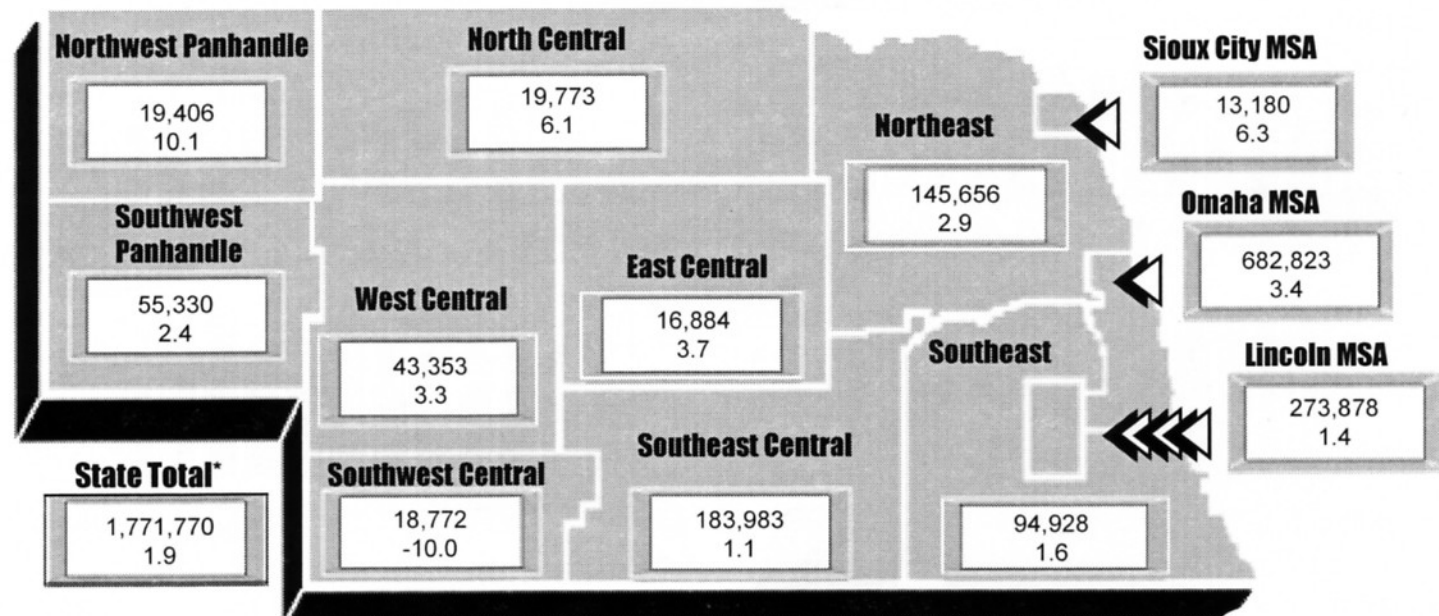 Northwest Panhandle
19,406
10.1
North Central
19,773
6.1
Sioux City MSA
13,180
6.3
Northeast
145,656
2.9
Southwest
Panhandle
55,330
2.4
West Central
43,353
3.3
East Central
16,884
3.7
Omaha MSA
682,823
3.4
Southeast
94,928
1.6
Lincoln MSA
273,878
1.4
State Total*
1,771,770
1.9
Southwest Central
18,772
-10.0
Southeast Central
183,983
1.1